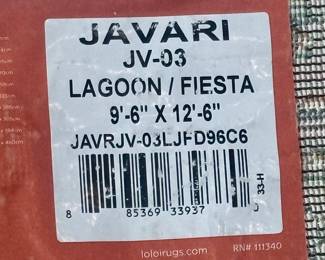 JAVARI
JV-03
LAGOON / FIESTA
9'-6" X 12'-6"
JAVRJV-03LJFD96C6
33-H
8 85369 33937
loloirugs.com
RN# 111340